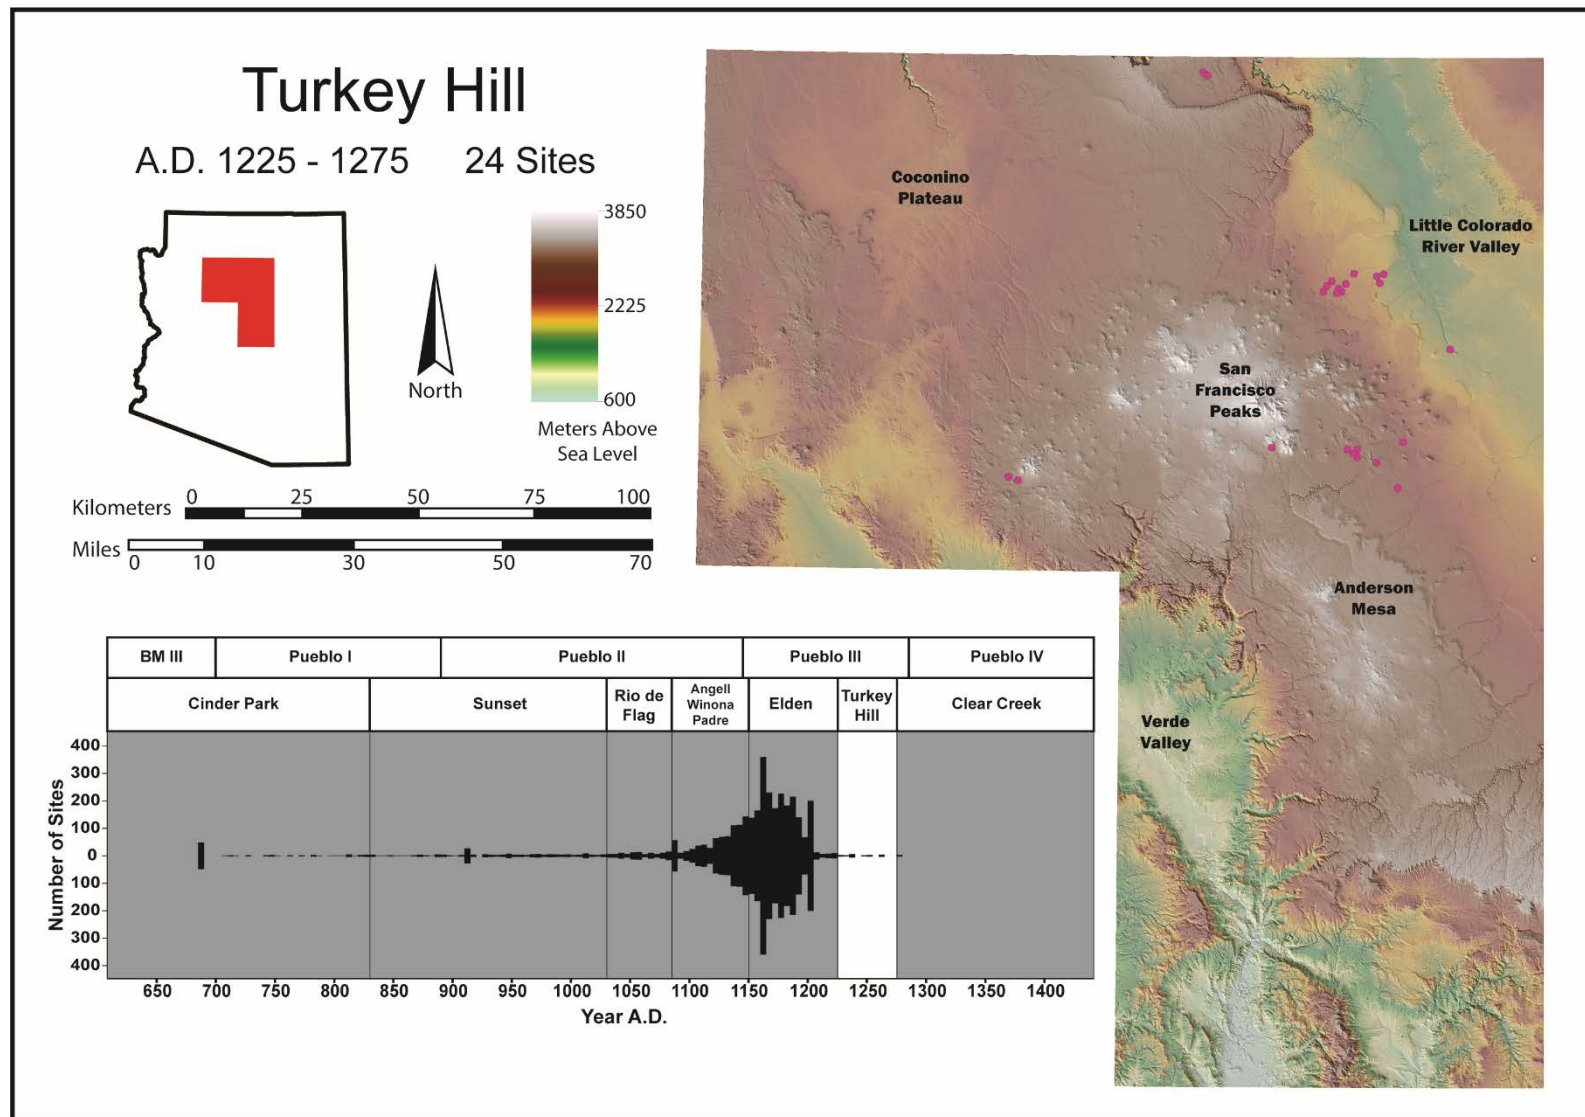 Turkey Hill
A.D. 1225 - 1275 24 Sites
3850
2225
600
Meters Above
Sea Level
North
Kilometers
0 25 50 75 100
Miles
0 10 30 50 70
Coconino
Plateau
Little Colorado
River Valley
San
Francisco
Peaks
Anderson
Mesa
Verde
Valley
BM III Pueblo I Pueblo II Pueblo III Pueblo IV
Cinder Park
Sunset
Rio de
Flag
Angell
Winona
Padre
Elden
Turkey
Hill
Clear Creek
Number of Sites
400
300
200
100
0
100
200
300
400
650 700 750 800 850 900 950 1000 1050 1100 1150 1200 1250 1300 1350 1400
Year A.D.